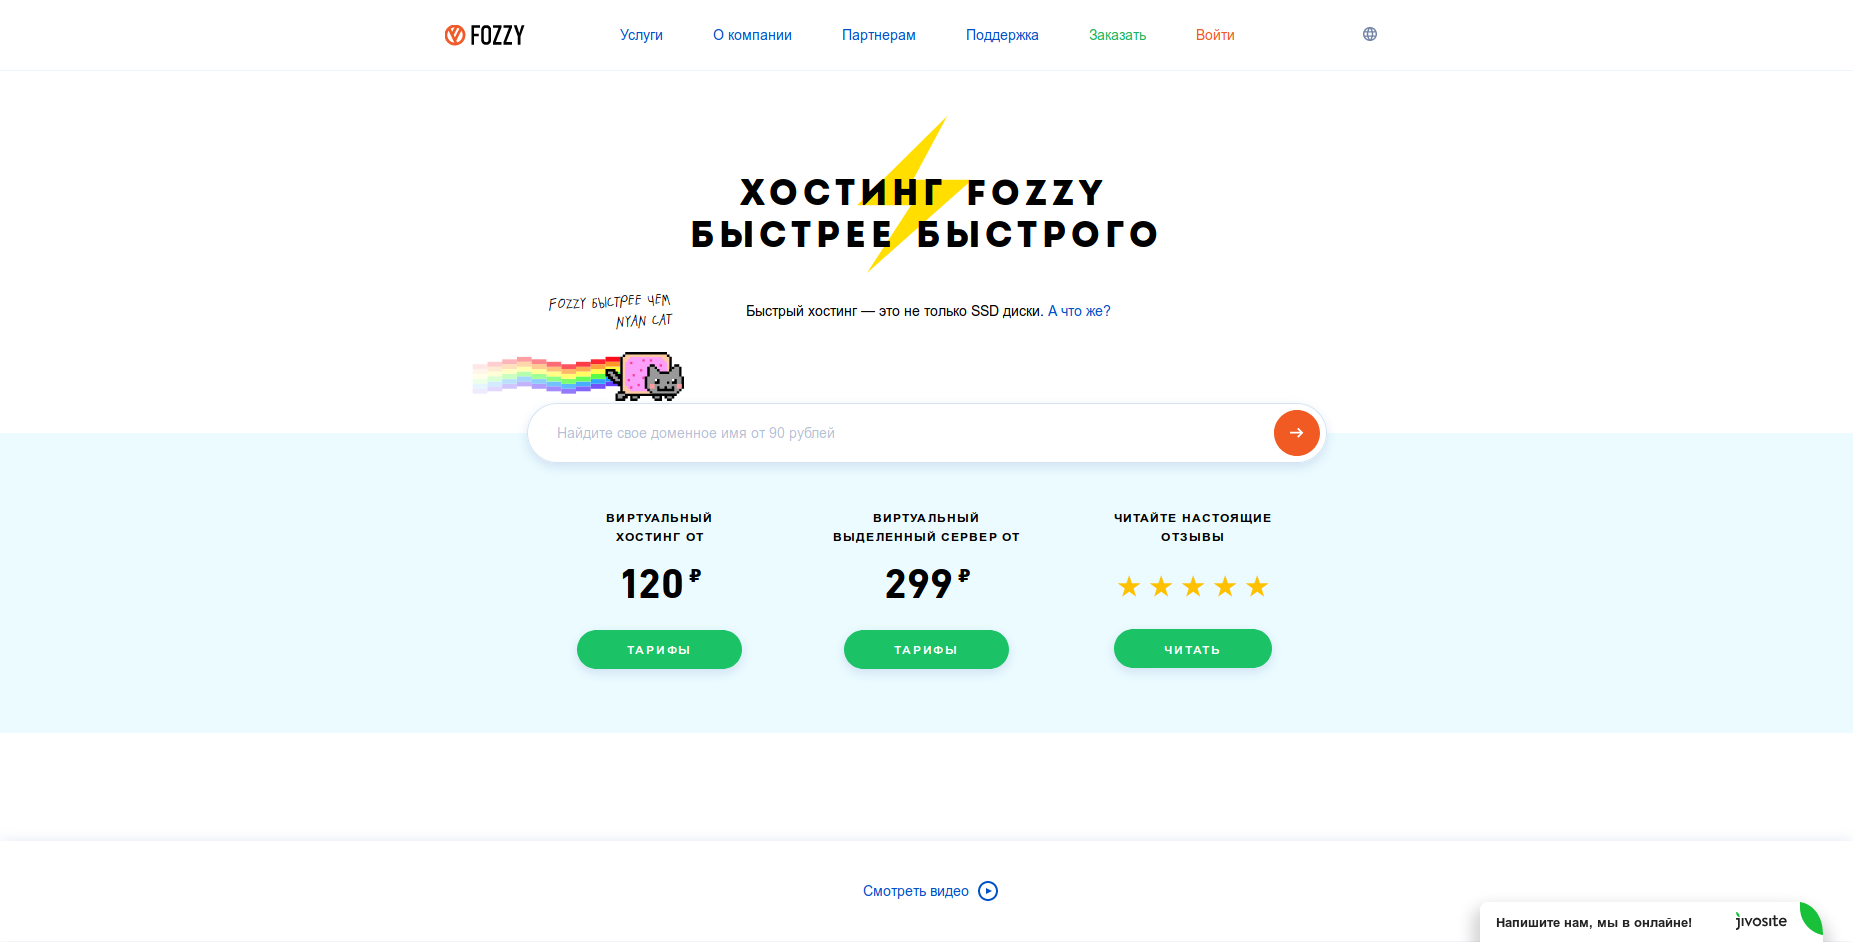 FOZZY
Услуги
О компании
Партнерам
Поддержка
Заказать
Войти
ХОСТИНГ FOZZY
БЫСТРЕЕ БЫСТРОГО
FOZZY БЫСТРЕЕ ЧЕМ
NYAN CAT
Быстрый хостинг — это не только SSD диски. А что же?
Найдите свое доменное имя от 90 рублей
ВИРТУАЛЬНЫЙ
ХОСТИНГ ОТ
120 ₽
ТАРИФЫ
ВИРТУАЛЬНЫЙ
ВЫДЕЛЕННЫЙ СЕРВЕР ОТ
299 ₽
ТАРИФЫ
ЧИТАЙТЕ НАСТОЯЩИЕ
ОТЗЫВЫ
ЧИТАТЬ
Смотреть видео
Напишите нам, мы в онлайне!
jivosite